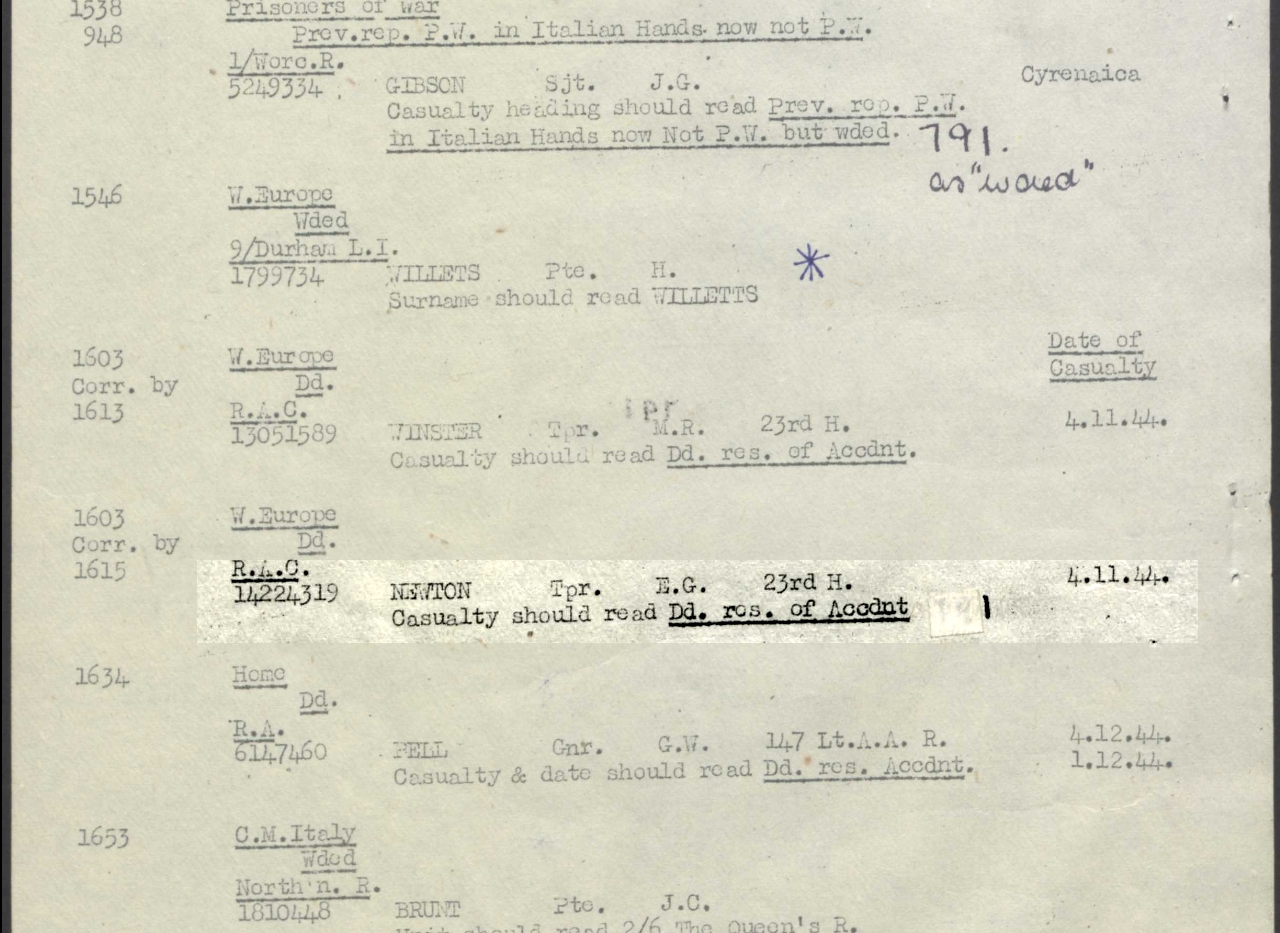 1538 Prisoners of War
948 Prev.rep. P.W. in Italian Hands now not P.W.
1/Worc.R.
5249334 GIBSON Sjt. J.G. Cyrenaica
Casualty heading should read Prev. rep. P.W.
in Italian Hands now Not P.W. but wded. 791.
as "wded"
1546 W.Europe
Wded
9/Durham L.I.
1799734 WILLETS Pte. H. *
Surname should read WILLETTS
Date of
1603 W.Europe Casualty
Corr. by Dd.
1613 R.A.C.
13051589 WINSTER Tpr. M.R. 23rd H. 4.11.44.
Casualty should read Dd. res. of Accdnt.
1603 W.Europe
Corr. by Dd.
1615 R.A.C.
14224319 NEWTON Tpr. E.G. 23rd H. 4.11.44.
Casualty should read Dd. res. of Accdnt
1634 Home
Dd.
R.A. 4.12.44.
6147460 PELL Gnr. G.W. 147 Lt.A.A. R. 1.12.44.
Casualty & date should read Dd. res. Accdnt.
1653 C.M.Italy
Wded
North'n. R.
1810448 BRUNT Pte. J.C.
Unit should read 2/6 The Queen's R.